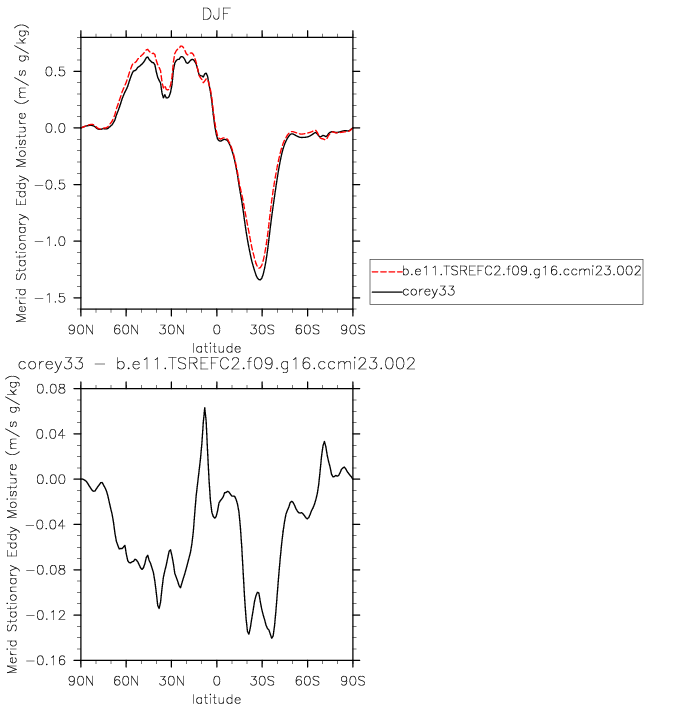 DJF
Merid Stationary Eddy Moisture (m/s g/kg)
0.5
0.0
−0.5
−1.0
−1.5
90N 60N 30N 0 30S 60S 90S
latitude
b.e11.TSREFC2.f09.g16.ccmi23.002
corey33
corey33 − b.e11.TSREFC2.f09.g16.ccmi23.002
Merid Stationary Eddy Moisture (m/s g/kg)
0.08
0.04
0.00
−0.04
−0.08
−0.12
−0.16
90N 60N 30N 0 30S 60S 90S
latitude